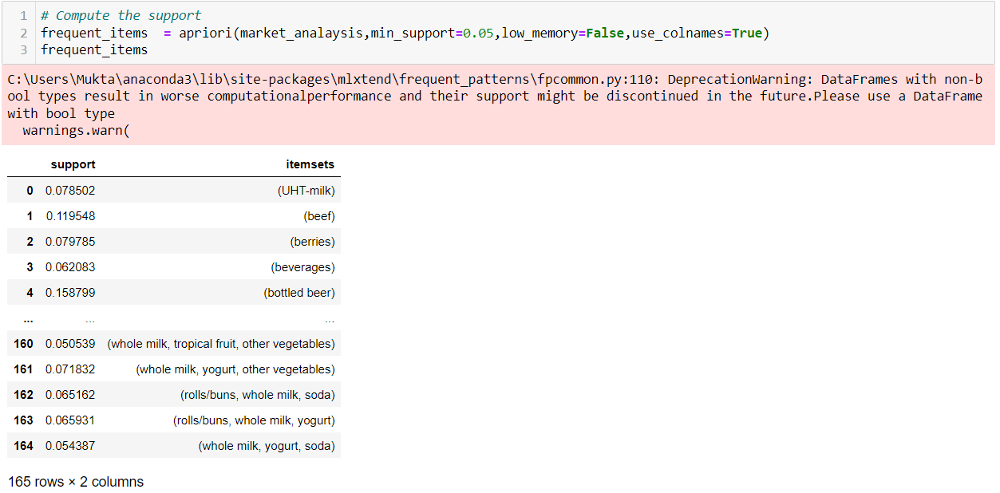 1 # Compute the support
2 frequent_items  = apriori(market_analaysis,min_support=0.05,low_memory=False,use_colnames=True)
3 frequent_items
C:\Users\Mukta\anaconda3\lib\site-packages\mlxtend\frequent_patterns\fpcommon.py:110: DeprecationWarning: DataFrames with non-b
ool types result in worse computationalperformance and their support might be discontinued in the future.Please use a DataFrame
with bool type
  warnings.warn(
support itemsets
0 0.078502 (UHT-milk)
1 0.119548 (beef)
2 0.079785 (berries)
3 0.062083 (beverages)
4 0.158799 (bottled beer)
... ... ...
160 0.050539 (whole milk, tropical fruit, other vegetables)
161 0.071832 (whole milk, yogurt, other vegetables)
162 0.065162 (rolls/buns, whole milk, soda)
163 0.065931 (rolls/buns, whole milk, yogurt)
164 0.054387 (whole milk, yogurt, soda)
165 rows × 2 columns